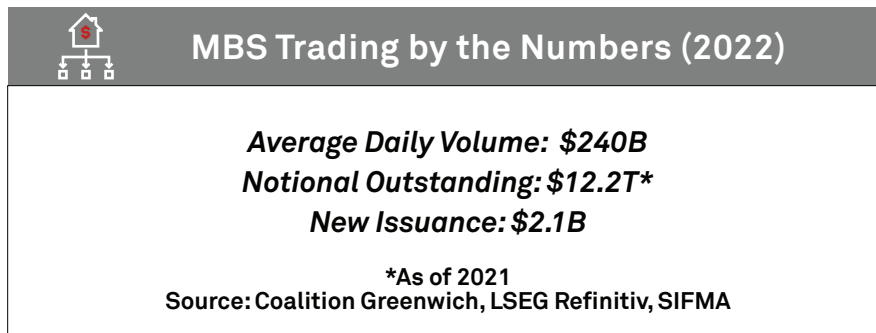 $
MBS Trading by the Numbers (2022)
Average Daily Volume: $240B
Notional Outstanding: $12.2T*
New Issuance: $2.1B
*As of 2021
Source: Coalition Greenwich, LSEG Refinitiv, SIFMA